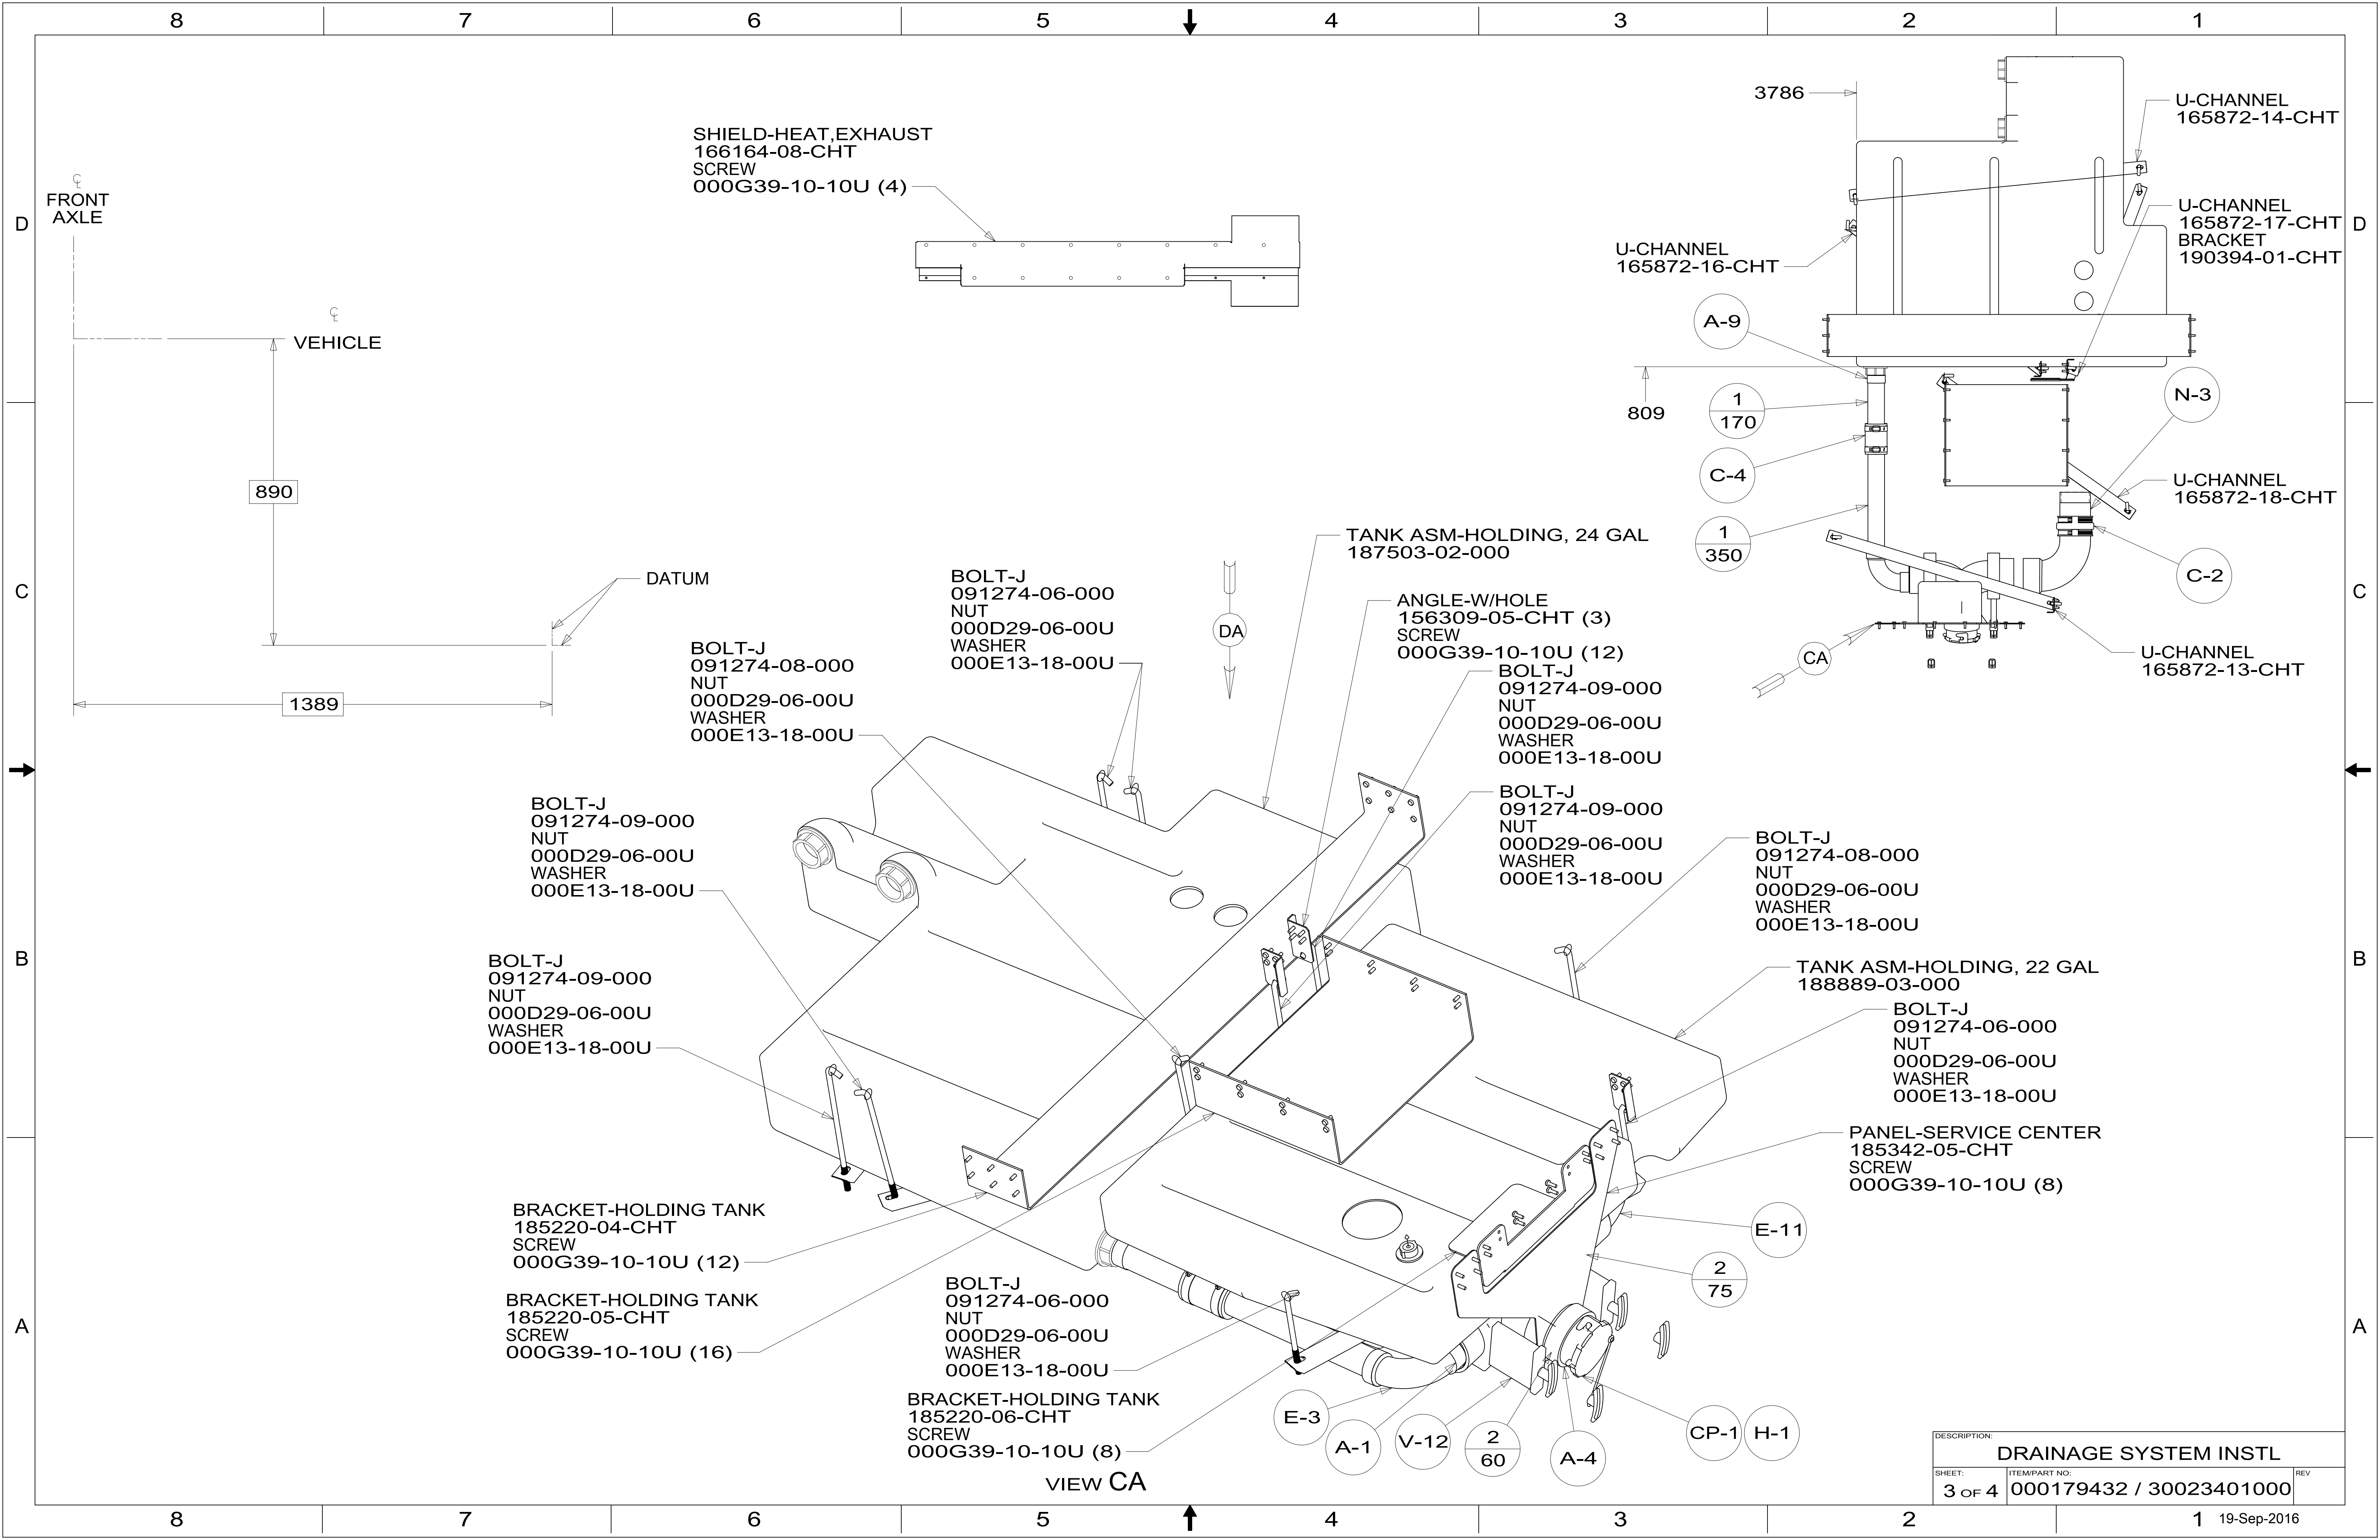 8 7 6 5 4 3 2 1
D
C
B
A
D
C
B
A
℄
FRONT
AXLE
℄
VEHICLE
890
1389
DATUM
SHIELD-HEAT,EXHAUST
166164-08-CHT
SCREW
000G39-10-10U (4)
3786
U-CHANNEL
165872-14-CHT
U-CHANNEL
165872-17-CHT
BRACKET
190394-01-CHT
U-CHANNEL
165872-16-CHT
A-9
809
1
170
N-3
C-4
U-CHANNEL
165872-18-CHT
1
350
C-2
CA
U-CHANNEL
165872-13-CHT
TANK ASM-HOLDING, 24 GAL
187503-02-000
DA
ANGLE-W/HOLE
156309-05-CHT (3)
SCREW
000G39-10-10U (12)
BOLT-J
091274-06-000
NUT
000D29-06-00U
WASHER
000E13-18-00U
BOLT-J
091274-08-000
NUT
000D29-06-00U
WASHER
000E13-18-00U
BOLT-J
091274-09-000
NUT
000D29-06-00U
WASHER
000E13-18-00U
BOLT-J
091274-09-000
NUT
000D29-06-00U
WASHER
000E13-18-00U
BOLT-J
091274-09-000
NUT
000D29-06-00U
WASHER
000E13-18-00U
BOLT-J
091274-08-000
NUT
000D29-06-00U
WASHER
000E13-18-00U
BOLT-J
091274-09-000
NUT
000D29-06-00U
WASHER
000E13-18-00U
TANK ASM-HOLDING, 22 GAL
188889-03-000
BOLT-J
091274-06-000
NUT
000D29-06-00U
WASHER
000E13-18-00U
PANEL-SERVICE CENTER
185342-05-CHT
SCREW
000G39-10-10U (8)
BRACKET-HOLDING TANK
185220-04-CHT
SCREW
000G39-10-10U (12)
BRACKET-HOLDING TANK
185220-05-CHT
SCREW
000G39-10-10U (16)
BOLT-J
091274-06-000
NUT
000D29-06-00U
WASHER
000E13-18-00U
BRACKET-HOLDING TANK
185220-06-CHT
SCREW
000G39-10-10U (8)
E-11
2
75
E-3
A-1
V-12
2
60
A-4
CP-1
H-1
VIEW CA
DESCRIPTION:
DRAINAGE SYSTEM INSTL
SHEET:
3 OF 4
ITEM/PART NO:
000179432 / 30023401000
REV
8 7 6 5 4 3 2 1
19-Sep-2016